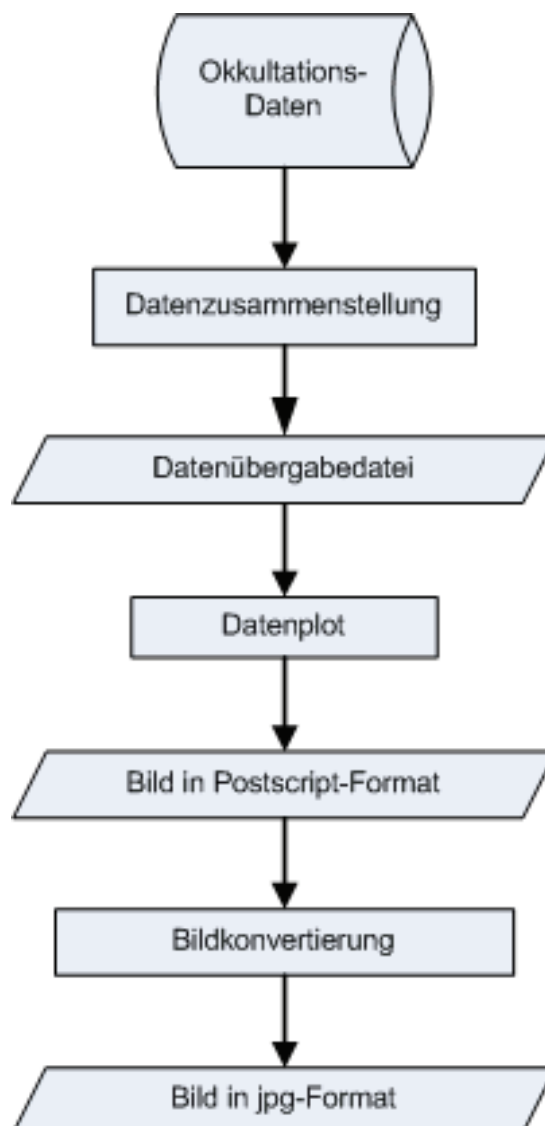 Okkultations-
Daten
Datenzusammenstellung
Datenübergabedatei
Datenplot
Bild in Postscript-Format
Bildkonvertierung
Bild in jpg-Format